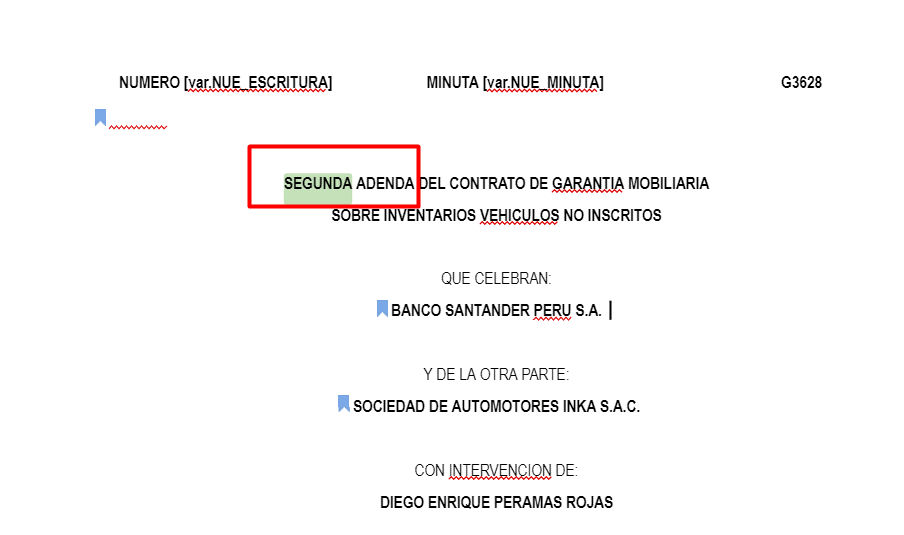 NUMERO [var.NUE_ESCRITURA] MINUTA [var.NUE_MINUTA] G3628
SEGUNDA ADENDA DEL CONTRATO DE GARANTIA MOBILIARIA
SOBRE INVENTARIOS VEHICULOS NO INSCRITOS
QUE CELEBRAN:
BANCO SANTANDER PERU S.A.
Y DE LA OTRA PARTE:
SOCIEDAD DE AUTOMOTORES INKA S.A.C.
CON INTERVENCION DE:
DIEGO ENRIQUE PERAMAS ROJAS